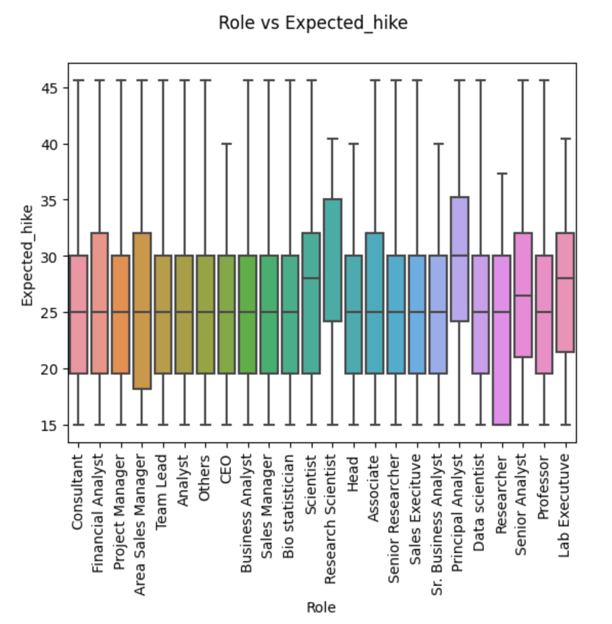 Role vs Expected_hike
Expected_hike
45
40
35
30
25
20
15
Consultant
Financial Analyst
Project Manager
Area Sales Manager
Team Lead
Analyst
Others
CEO
Business Analyst
Sales Manager
Bio statistician
Scientist
Research Scientist
Head
Associate
Senior Researcher
Sales Execituve
Sr. Business Analyst
Principal Analyst
Data scientist
Researcher
Senior Analyst
Professor
Lab Executuve
Role